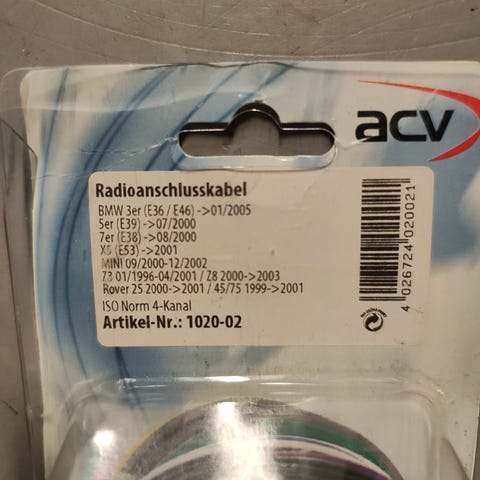 acv
Radioanschlusskabel
BMW 3er (E36 / E46) ->01/2005
5er (E39) ->07/2000
7er (E38) ->08/2000
X5 (E53) ->2001
MINI 09/2000-12/2002
Z3 01/1996-04/2001 / Z8 2000->2003
Rover 25 2000->2001 / 45/75 1999->2001
ISO Norm 4-Kanal
Artikel-Nr.: 1020-02
4 026724 020021